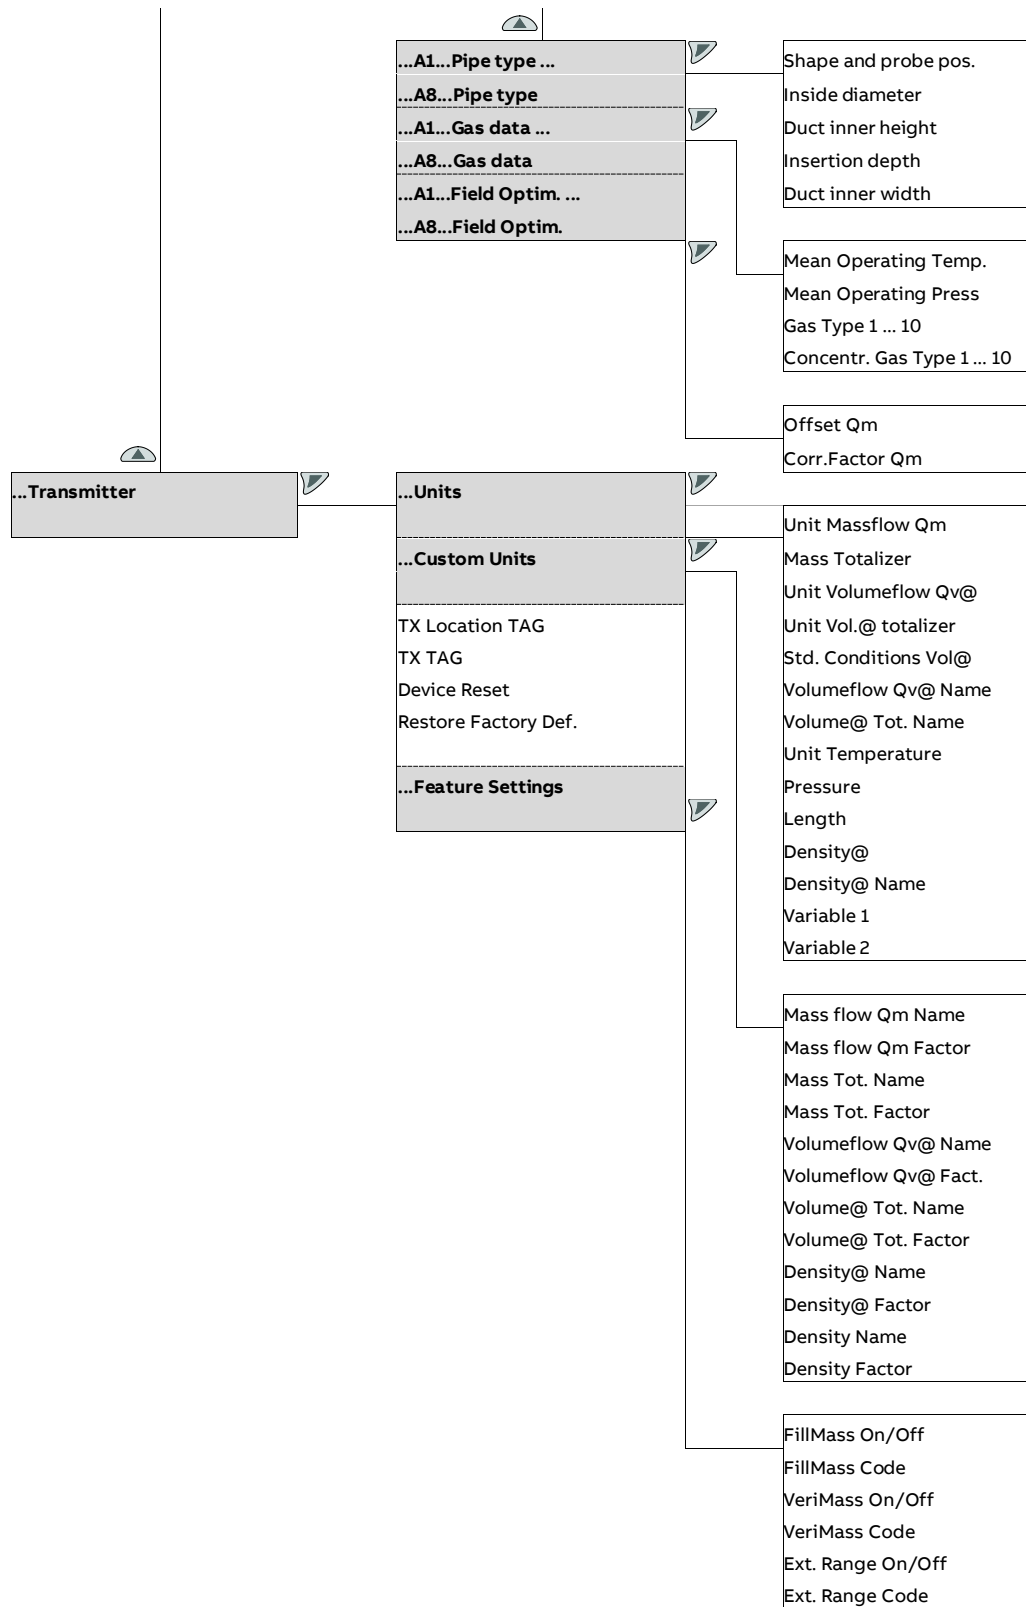 ...A1...Pipe type ...
...A8...Pipe type
...A1...Gas data ...
...A8...Gas data
...A1...Field Optim. ...
...A8...Field Optim.
Shape and probe pos.
Inside diameter
Duct inner height
Insertion depth
Duct inner width
Mean Operating Temp.
Mean Operating Press
Gas Type 1 ... 10
Concentr. Gas Type 1 ... 10
Offset Qm
Corr.Factor Qm
...Transmitter
...Units
...Custom Units
TX Location TAG
TX TAG
Device Reset
Restore Factory Def.
...Feature Settings
Unit Massflow Qm
Mass Totalizer
Unit Volumeflow Qv@
Unit Vol.@ totalizer
Std. Conditions Vol@
Volumeflow Qv@ Name
Volume@ Tot. Name
Unit Temperature
Pressure
Length
Density@
Density@ Name
Variable 1
Variable 2
Mass flow Qm Name
Mass flow Qm Factor
Mass Tot. Name
Mass Tot. Factor
Volumeflow Qv@ Name
Volumeflow Qv@ Fact.
Volume@ Tot. Name
Volume@ Tot. Factor
Density@ Name
Density@ Factor
Density Name
Density Factor
FillMass On/Off
FillMass Code
VeriMass On/Off
VeriMass Code
Ext. Range On/Off
Ext. Range Code